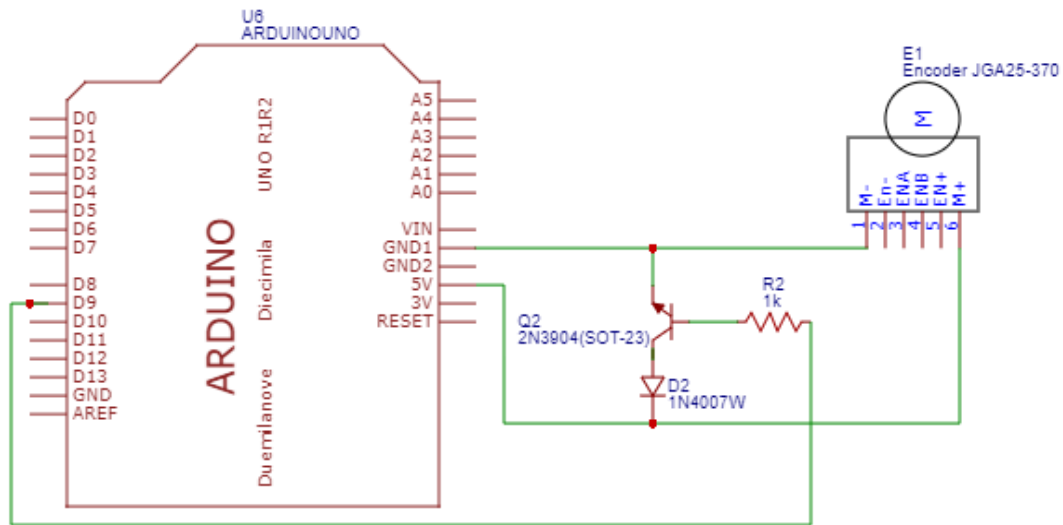 U6
ARDUINOUNO
D0
D1
D2
D3
D4
D5
D6
D7
D8
D9
D10
D11
D12
D13
GND
AREF
ARDUINO
UNO R1R2
Diecimila
Duemilanove
A5
A4
A3
A2
A1
A0
VIN
GND1
GND2
5V
3V
RESET
E1
Encoder JGA25-370
M
M-
En-
ENA
ENB
EN+
M+
1
2
3
4
5
6
R2
1k
Q2
2N3904(SOT-23)
D2
1N4007W